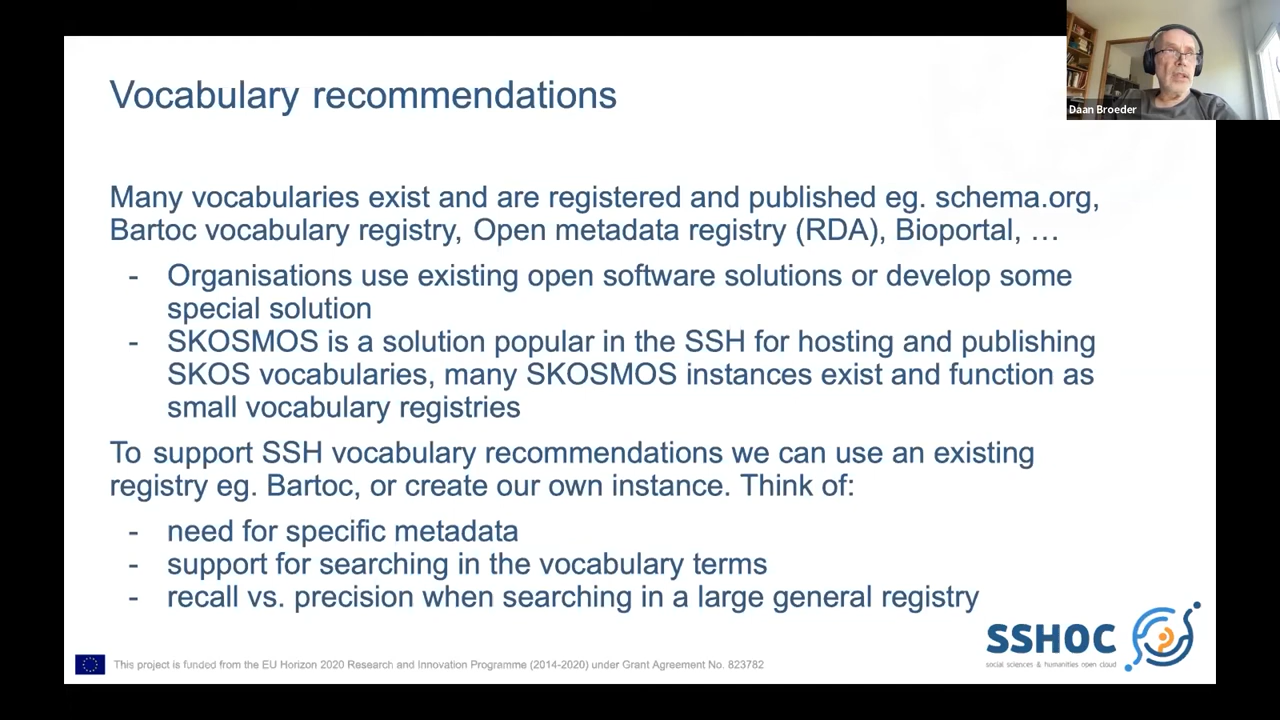 Vocabulary recommendations
Daan Broeder
Many vocabularies exist and are registered and published eg. schema.org,
Bartoc vocabulary registry, Open metadata registry (RDA), Bioportal, …
- Organisations use existing open software solutions or develop some
special solution
- SKOSMOS is a solution popular in the SSH for hosting and publishing
SKOS vocabularies, many SKOSMOS instances exist and function as
small vocabulary registries
To support SSH vocabulary recommendations we can use an existing
registry eg. Bartoc, or create our own instance. Think of:
- need for specific metadata
- support for searching in the vocabulary terms
- recall vs. precision when searching in a large general registry
SSHOC
social sciences & humanities open cloud
This project is funded from the EU Horizon 2020 Research and Innovation Programme (2014-2020) under Grant Agreement No. 823782